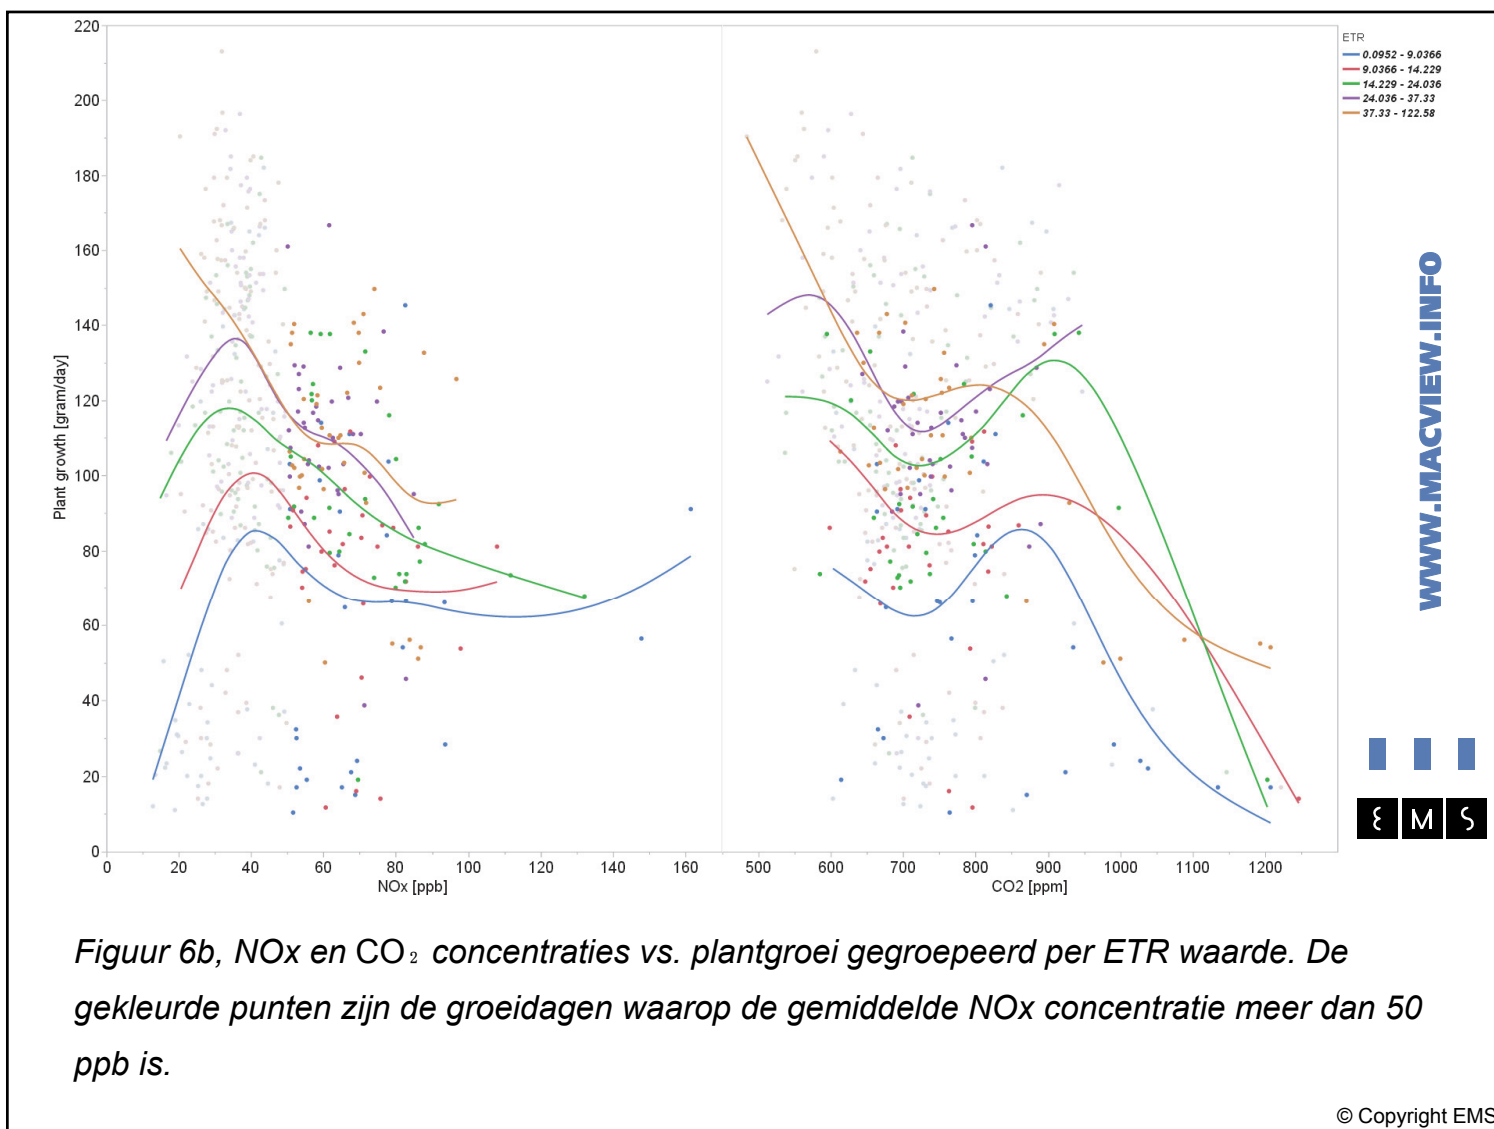 220
200
180
160
140
120
100
80
60
40
20
0
Plant growth [gram/day]
0 20 40 60 80 100 120 140 160
NOx [ppb]
500 600 700 800 900 1000 1100 1200
CO2 [ppm]
ETR
0.0952 - 9.0366
9.0366 - 14.229
14.229 - 24.036
24.036 - 37.33
37.33 - 122.58
WWW.MACVIEW.INFO
EMS
Figuur 6b, NOx en CO₂ concentraties vs. plantgroei gegroepeerd per ETR waarde. De
gekleurde punten zijn de groeidagen waarop de gemiddelde NOx concentratie meer dan 50
ppb is.
© Copyright EMS